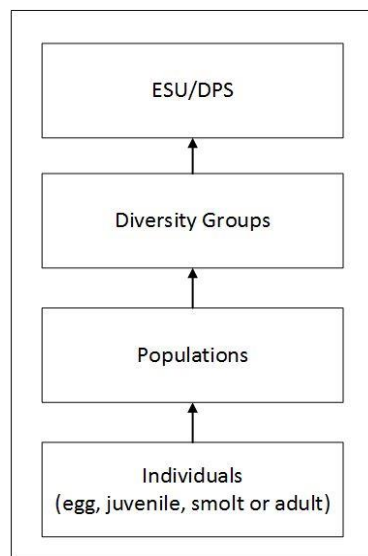 ESU/DPS
Diversity Groups
Populations
Individuals
(egg, juvenile, smolt or adult)